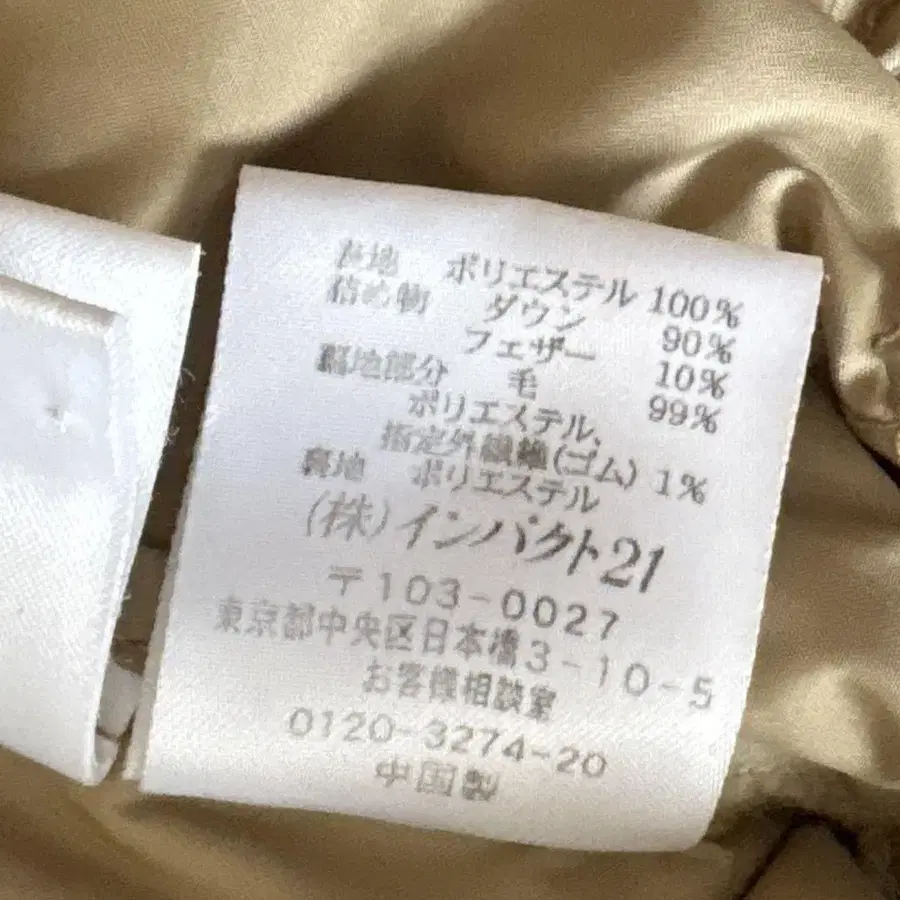 表地 ポリエステル 100%
詰め物 ダウン 90%
フェザー 10%
別地部分 毛 99%
ポリエステル,
指定外繊維(ゴム) 1%
裏地 ポリエステル
(株)インパクト21
〒103-0027
東京都中央区日本橋3-10-5
お客様相談室
0120-3274-20
中国製